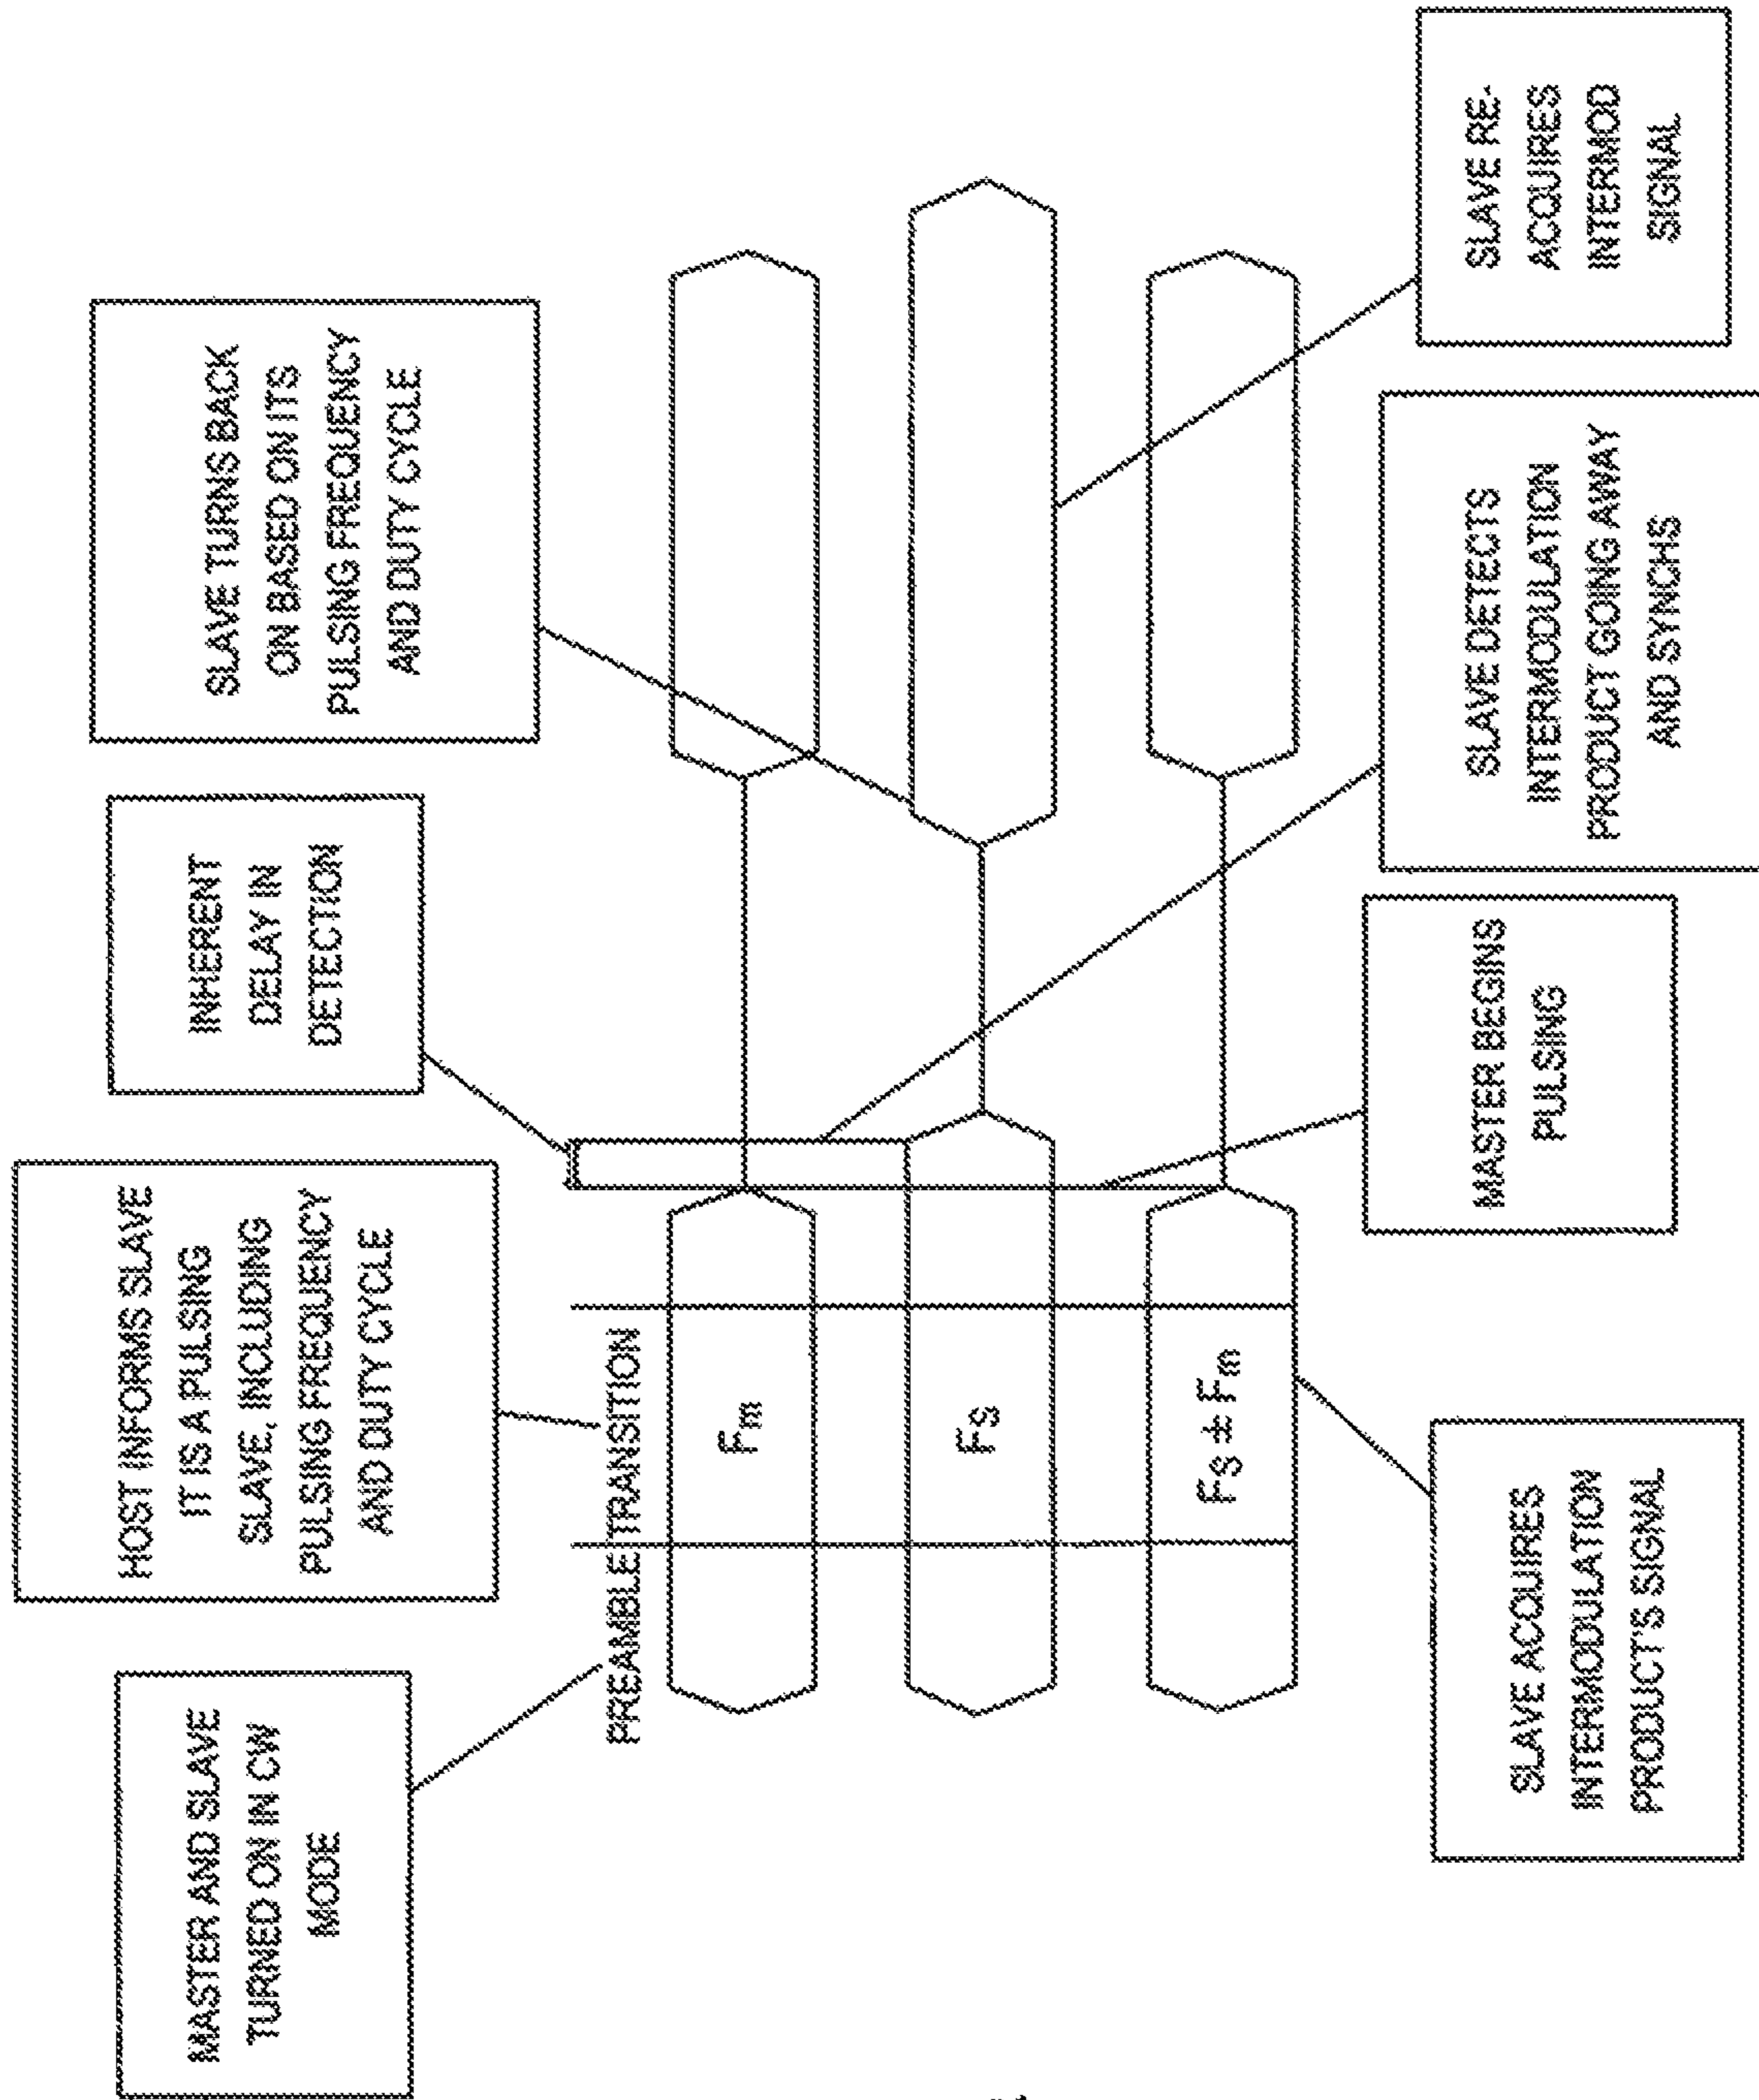 MASTER AND SLAVE
TURNED ON IN CW
MODE
HOST INFORMS SLAVE
IT IS A PULSING
SLAVE, INCLUDING
PULSING FREQUENCY
AND DUTY CYCLE
INHERENT
DELAY IN
DETECTION
SLAVE TURNS BACK
ON BASED ON ITS
PULSING FREQUENCY
AND DUTY CYCLE
PREAMBLE TRANSITION
Fm
FS
FS ± Fm
SLAVE ACQUIRES
INTERMODULATION
PRODUCT'S SIGNAL
MASTER BEGINS
PULSING
SLAVE DETECTS
INTERMODULATION
PRODUCT GOING AWAY
AND SYNCHS
SLAVE RE-
ACQUIRES
INTERMOD
SIGNAL